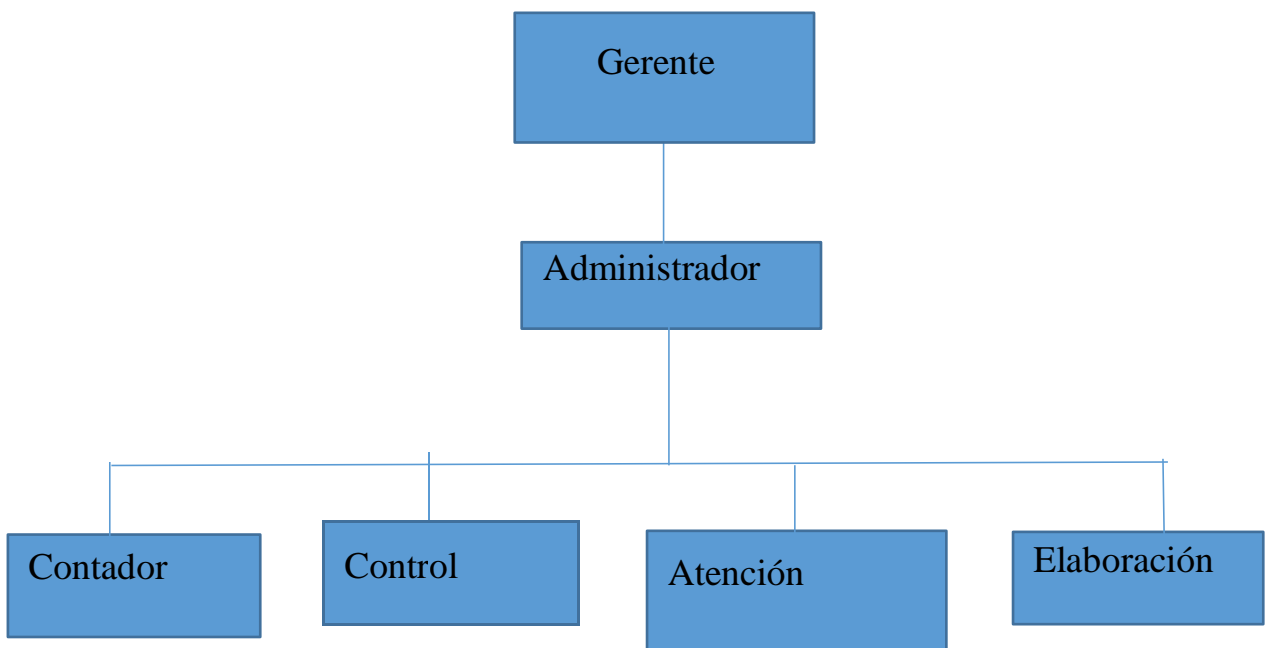 Gerente
Administrador
Contador
Control
Atención
Elaboración